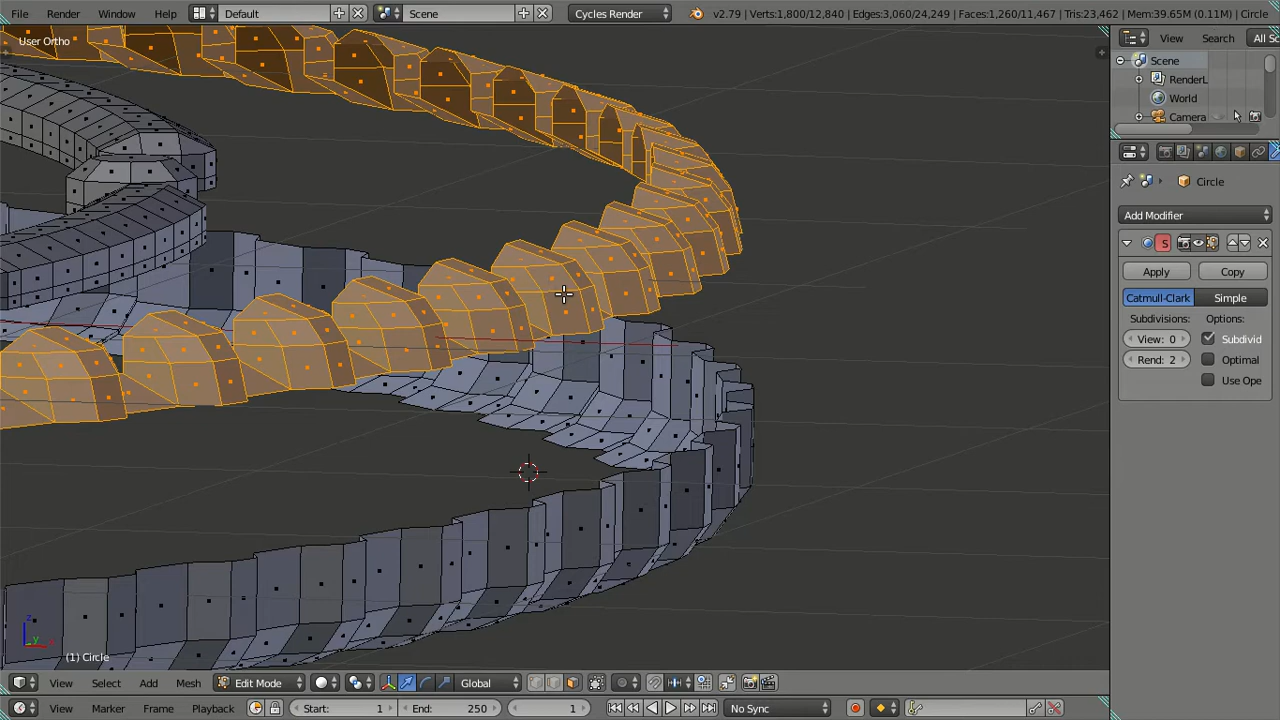 File Render Window Help Default Scene Cycles Render v2.79 | Verts:1,800/12,840 | Edges:3,060/24,249 | Faces:1,260/11,467 | Tris:23,462 | Mem:39.65M (0.11M) | Circle
User Ortho
View Search All Sc
Scene
RenderL
World
Camera
Circle
Add Modifier
S
Apply Copy
Catmull-Clark Simple
Subdivisions: Options:
View: 0 Subdivid
Rend: 2 Optimal
Use Ope
z
y x
(1) Circle
View Select Add Mesh Edit Mode Global
View Marker Frame Playback Start: 1 End: 250 1 No Sync